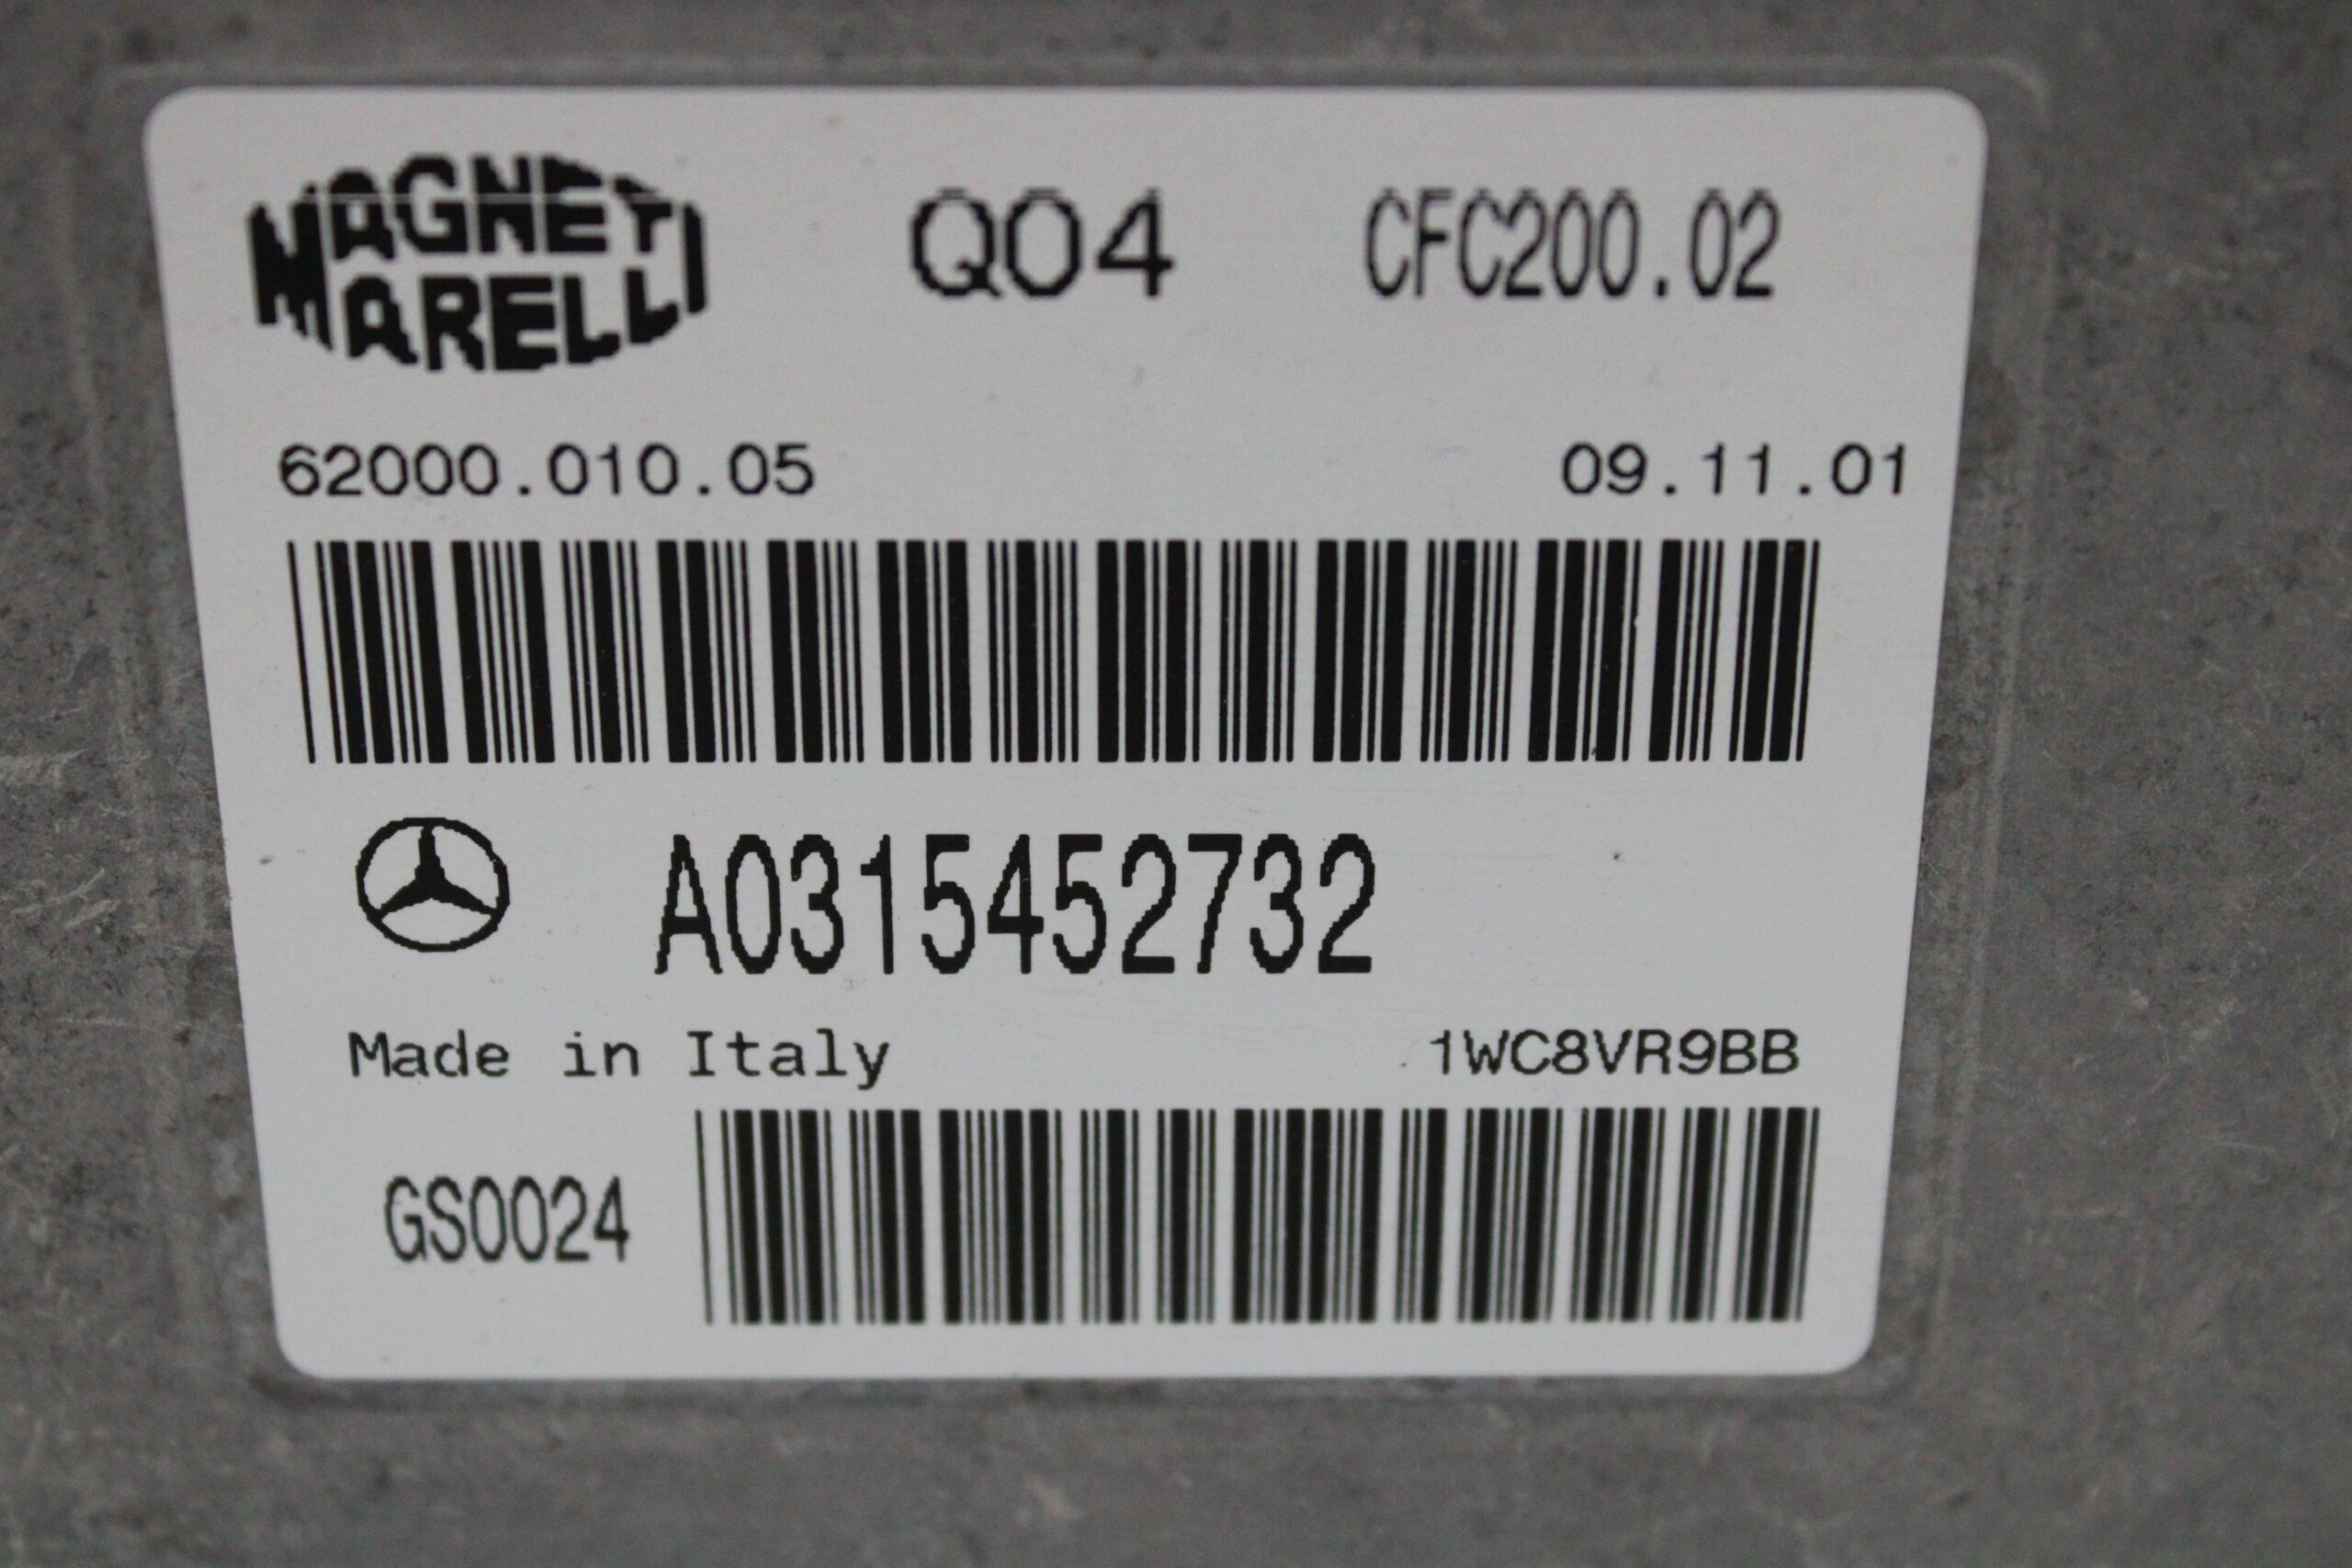 MAGNETI
MARELLI
Q04 CFC200.02
62000.010.05 09.11.01
A0315452732
Made in Italy 1WC8VR9BB
GS0024